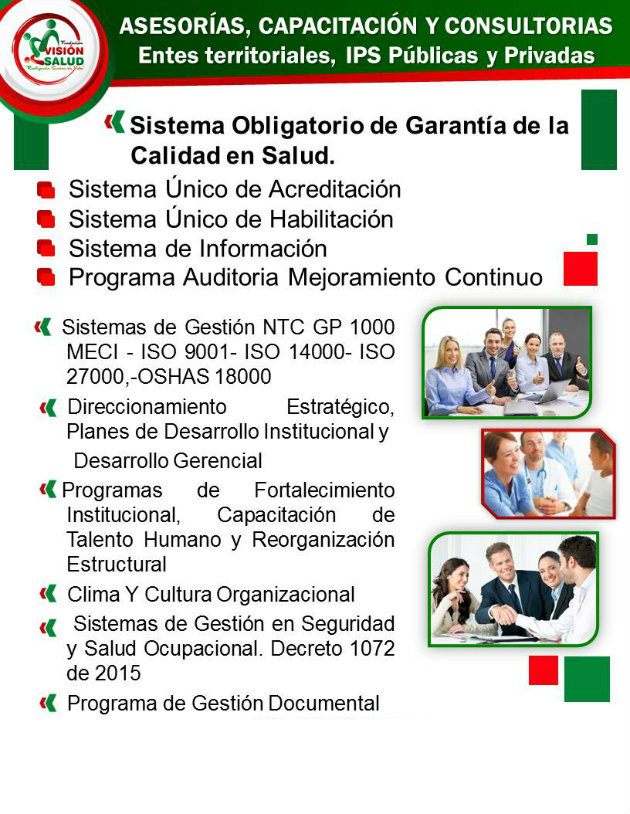 Fundación
VISIÓN
SALUD
ASESORÍAS, CAPACITACIÓN Y CONSULTORIAS
Entes territoriales, IPS Públicas y Privadas
Sistema Obligatorio de Garantía de la
Calidad en Salud.
Sistema Único de Acreditación
Sistema Único de Habilitación
Sistema de Información
Programa Auditoria Mejoramiento Continuo
Sistemas de Gestión NTC GP 1000
MECI - ISO 9001- ISO 14000- ISO
27000,-OSHAS 18000
Direccionamiento Estratégico,
Planes de Desarrollo Institucional y
Desarrollo Gerencial
Programas de Fortalecimiento
Institucional, Capacitación de
Talento Humano y Reorganización
Estructural
Clima Y Cultura Organizacional
Sistemas de Gestión en Seguridad
y Salud Ocupacional. Decreto 1072
de 2015
Programa de Gestión Documental